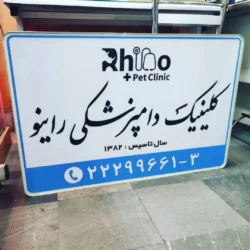 Rhino
+Pet Clinic
کلینیک دامپزشکی راینو
سال تاسیس : ۱۳۸۲
۲۲۲۹۹۶۶۱-۳